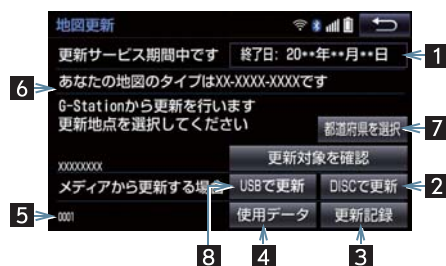 地図更新
更新サービス期間中です 終了日: 20**年**月**日 1
6 あなたの地図のタイプはXX-XXXX-XXXXです
G-Stationから更新を行います
更新地点を選択してください 都道府県を選択 7
XXXXXXXX 更新対象を確認
メディアから更新する場合 USBで更新 DISCで更新 2
5 0001 使用データ 更新記録
8 4 3